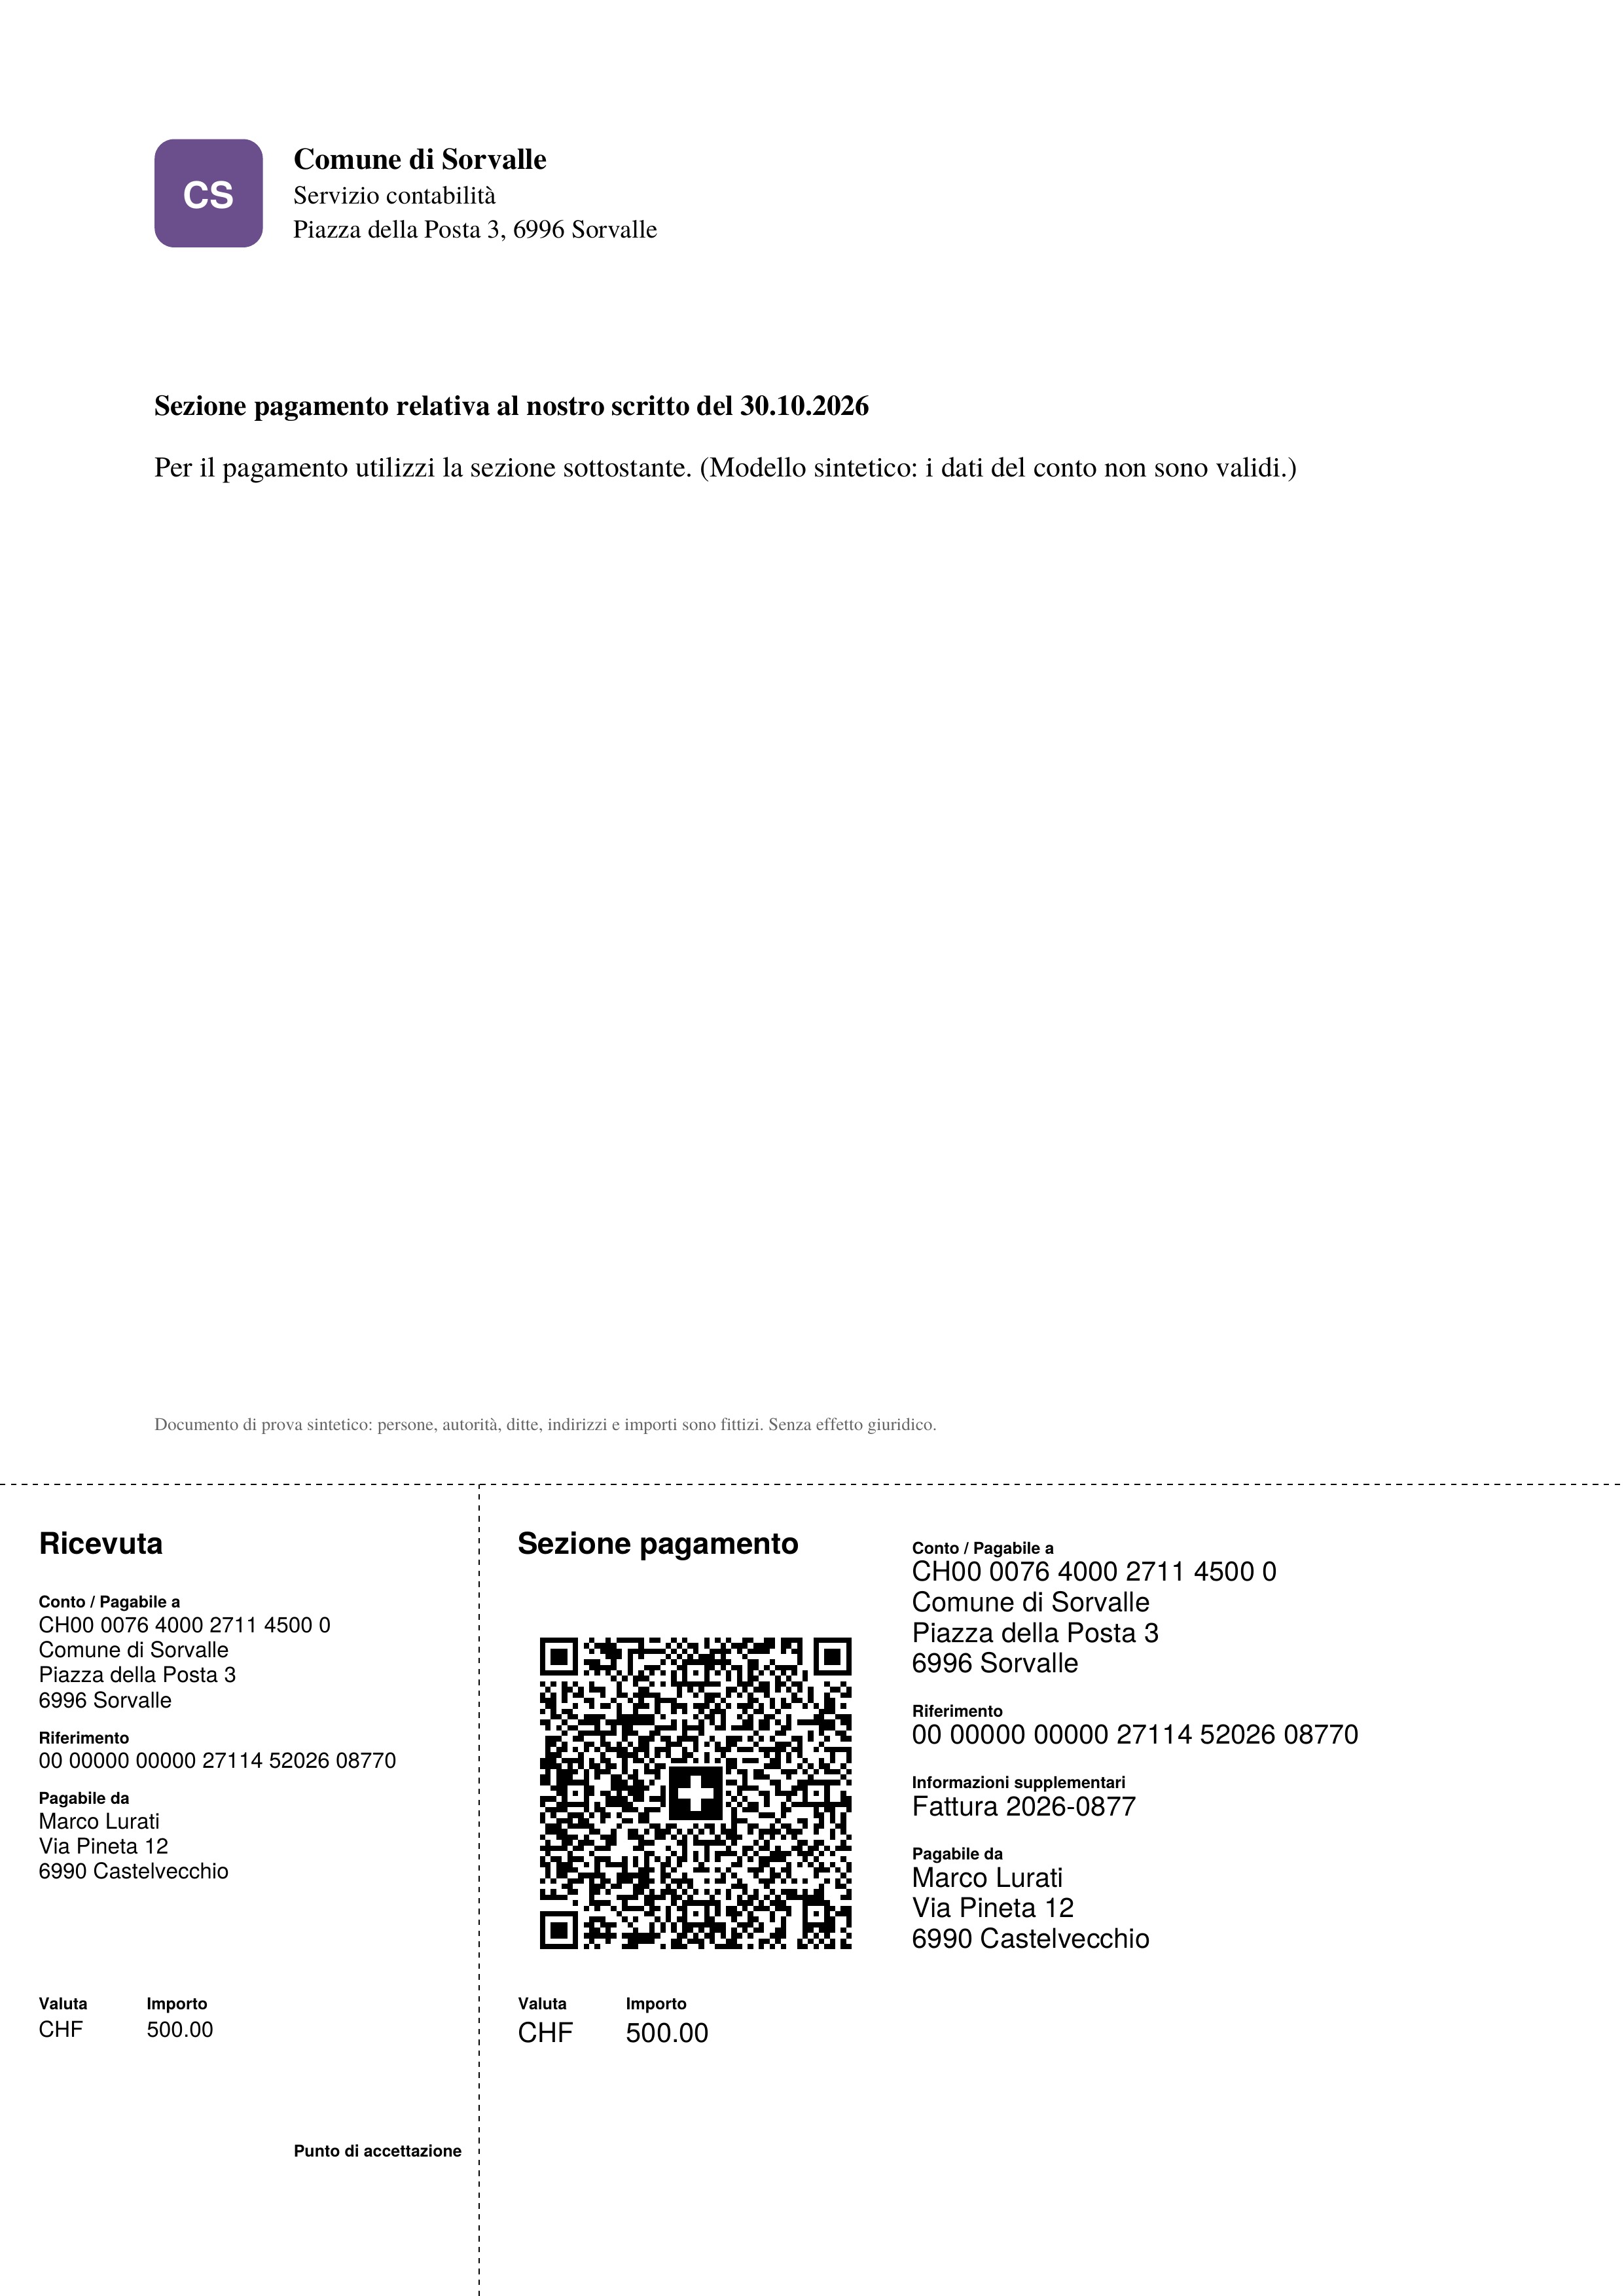 CS
Comune di Sorvalle
Servizio contabilità
Piazza della Posta 3, 6996 Sorvalle
Sezione pagamento relativa al nostro scritto del 30.10.2026
Per il pagamento utilizzi la sezione sottostante. (Modello sintetico: i dati del conto non sono validi.)
Documento di prova sintetico: persone, autorità, ditte, indirizzi e importi sono fittizi. Senza effetto giuridico.
Ricevuta
Conto / Pagabile a
CH00 0076 4000 2711 4500 0
Comune di Sorvalle
Piazza della Posta 3
6996 Sorvalle
Riferimento
00 00000 00000 27114 52026 08770
Pagabile da
Marco Lurati
Via Pineta 12
6990 Castelvecchio
Valuta Importo
CHF 500.00
Punto di accettazione
Sezione pagamento
Valuta Importo
CHF 500.00
Conto / Pagabile a
CH00 0076 4000 2711 4500 0
Comune di Sorvalle
Piazza della Posta 3
6996 Sorvalle
Riferimento
00 00000 00000 27114 52026 08770
Informazioni supplementari
Fattura 2026-0877
Pagabile da
Marco Lurati
Via Pineta 12
6990 Castelvecchio